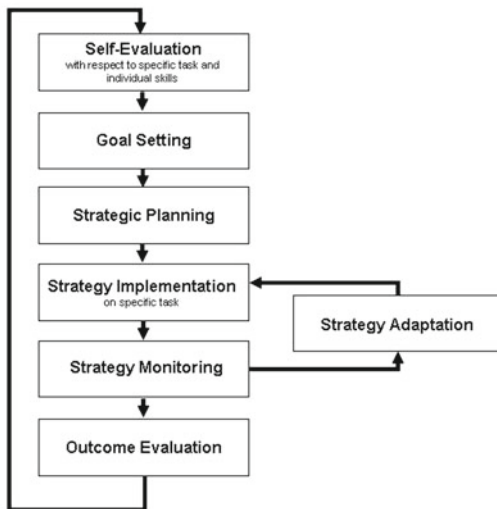 Self-Evaluation
with respect to specific task and
individual skills
Goal Setting
Strategic Planning
Strategy Implementation
on specific task
Strategy Adaptation
Strategy Monitoring
Outcome Evaluation